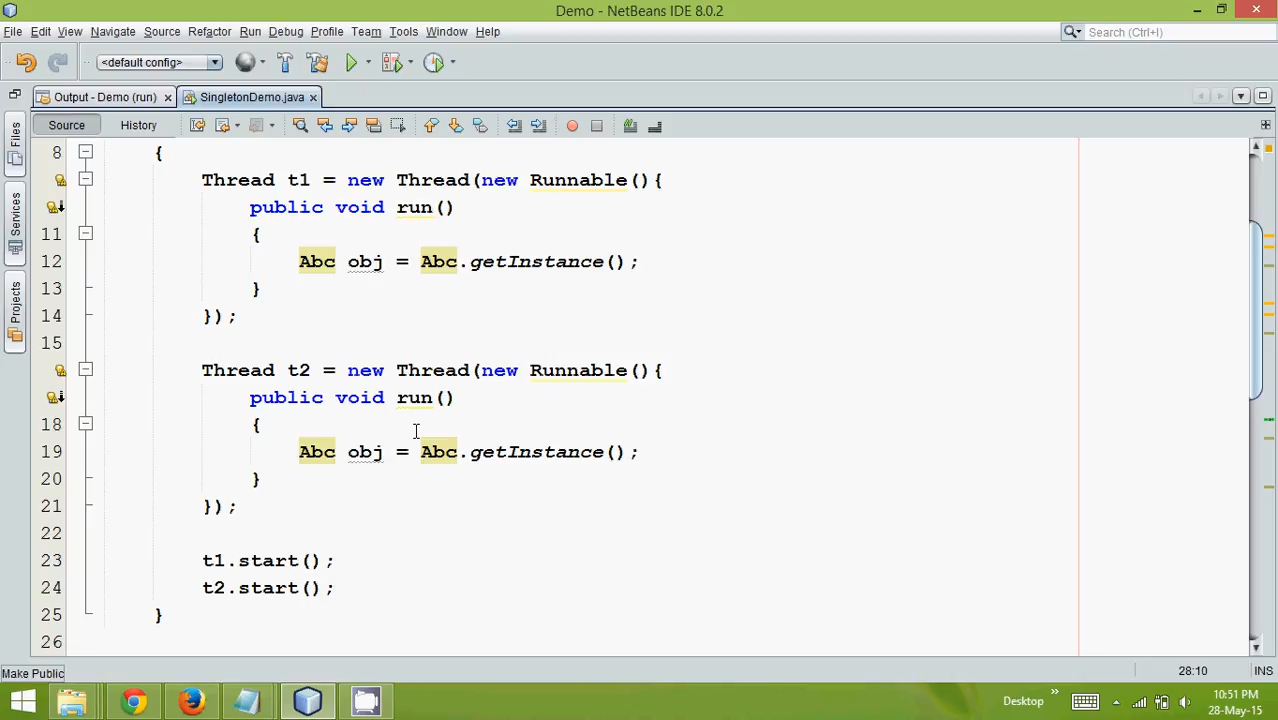 Demo - NetBeans IDE 8.0.2
File Edit View Navigate Source Refactor Run Debug Profile Team Tools Window Help
Search (Ctrl+I)
<default config>
Output - Demo (run) SingletonDemo.java
Source History
Files
Services
Projects
8 {
Thread t1 = new Thread(new Runnable(){
public void run()
11 {
12 Abc obj = Abc.getInstance();
13 }
14 });
15
Thread t2 = new Thread(new Runnable(){
public void run()
18 {
19 Abc obj = Abc.getInstance();
20 }
21 });
22
23 t1.start();
24 t2.start();
25 }
26
Make Public 28:10 INS
Desktop 10:51 PM
28-May-15